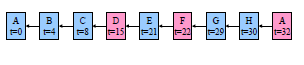 A B C D E F G H A
t=0 t=4 t=8 t=15 t=21 t=22 t=29 t=30 t=32